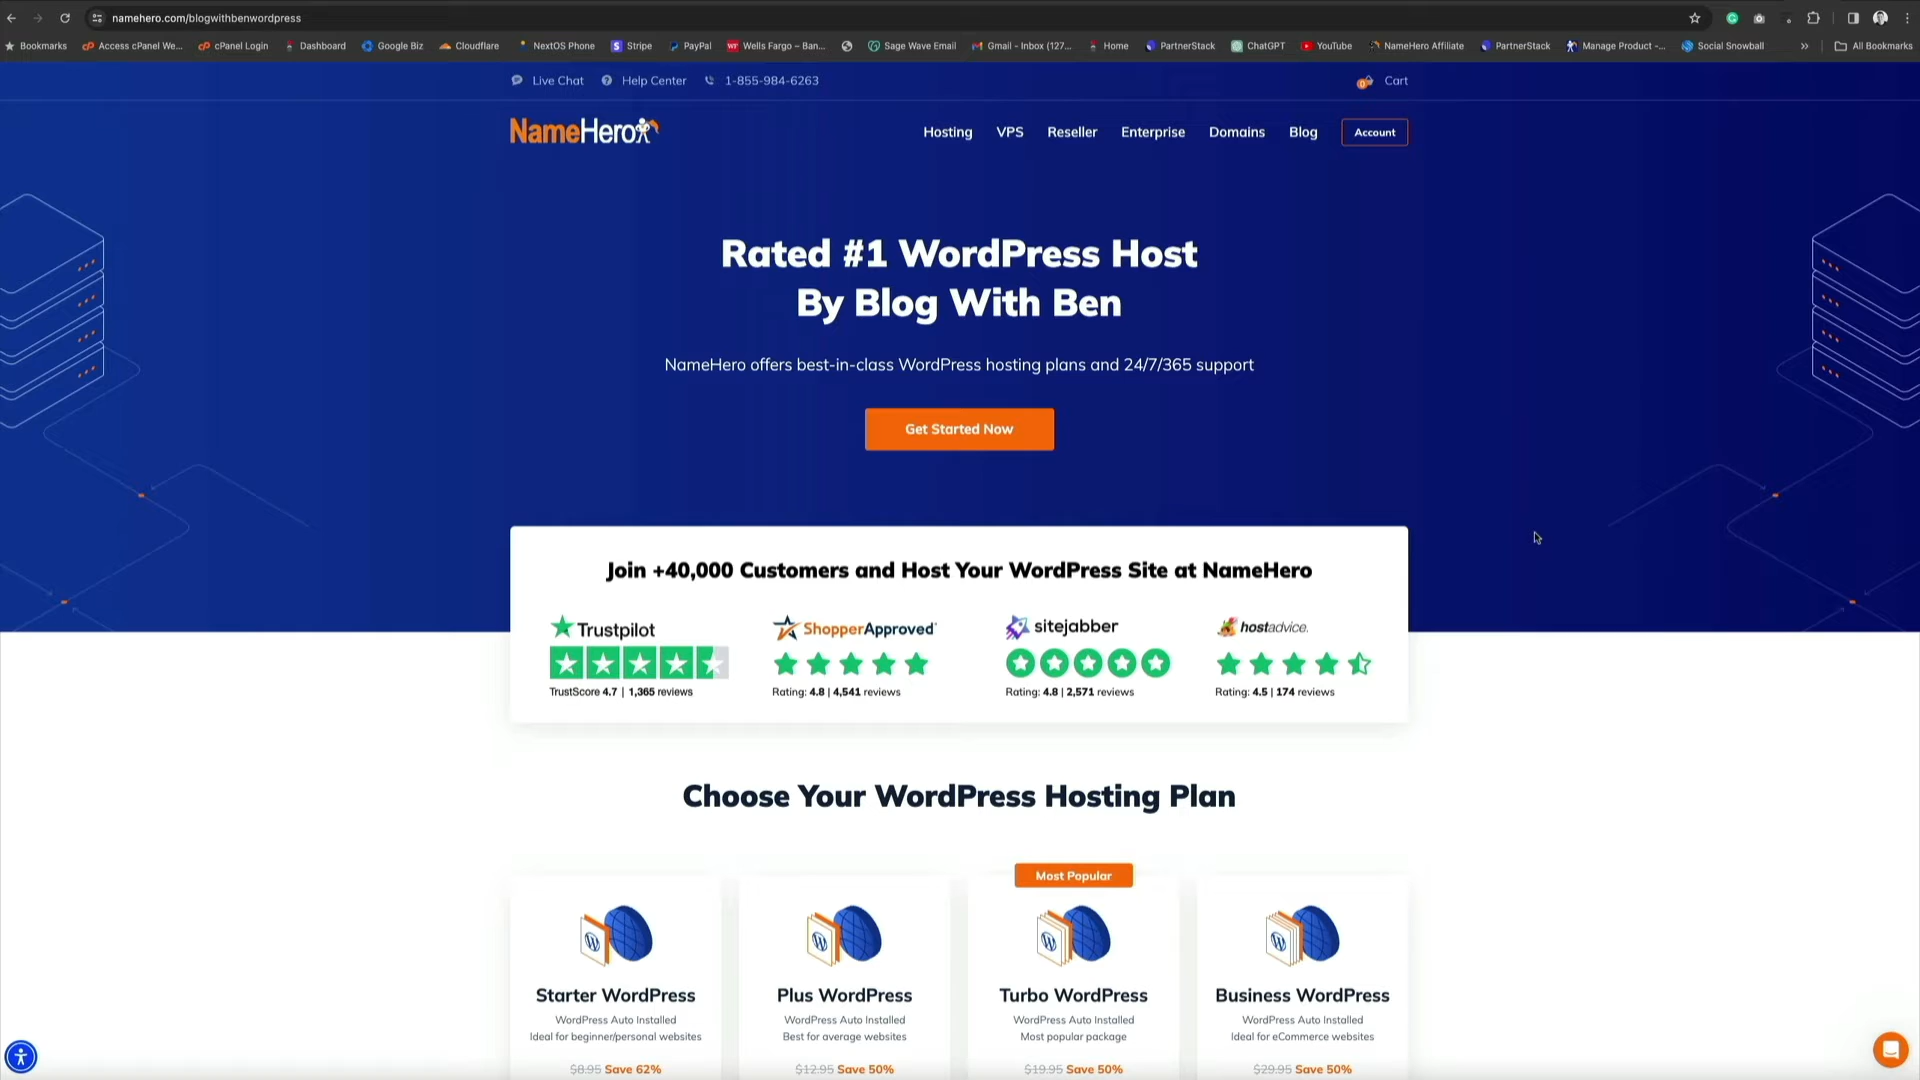 namehero.com/blogwithbenwordpress
Bookmarks
Access cPanel We...
cPanel Login
Dashboard
Google Biz
Cloudflare
NextOS Phone
Stripe
PayPal
Wells Fargo – Ban...
Sage Wave Email
Gmail - Inbox (127...
Home
PartnerStack
ChatGPT
YouTube
NameHero Affiliate
PartnerStack
Manage Product -...
Social Snowball
»
All Bookmarks
Live Chat
Help Center
1-855-984-6263
0
Cart
NameHero
Hosting
VPS
Reseller
Enterprise
Domains
Blog
Account
Rated #1 WordPress Host
By Blog With Ben
NameHero offers best-in-class WordPress hosting plans and 24/7/365 support
Get Started Now
Join +40,000 Customers and Host Your WordPress Site at NameHero
Trustpilot
TrustScore 4.7 | 1,365 reviews
ShopperApproved
Rating: 4.8 | 4,541 reviews
sitejabber
Rating: 4.8 | 2,571 reviews
hostadvice.
Rating: 4.5 | 174 reviews
Choose Your WordPress Hosting Plan
Starter WordPress
WordPress Auto Installed
Ideal for beginner/personal websites
$8.95 Save 62%
Plus WordPress
WordPress Auto Installed
Best for average websites
$12.95 Save 50%
Most Popular
Turbo WordPress
WordPress Auto Installed
Most popular package
$19.95 Save 50%
Business WordPress
WordPress Auto Installed
Ideal for eCommerce websites
$29.95 Save 50%